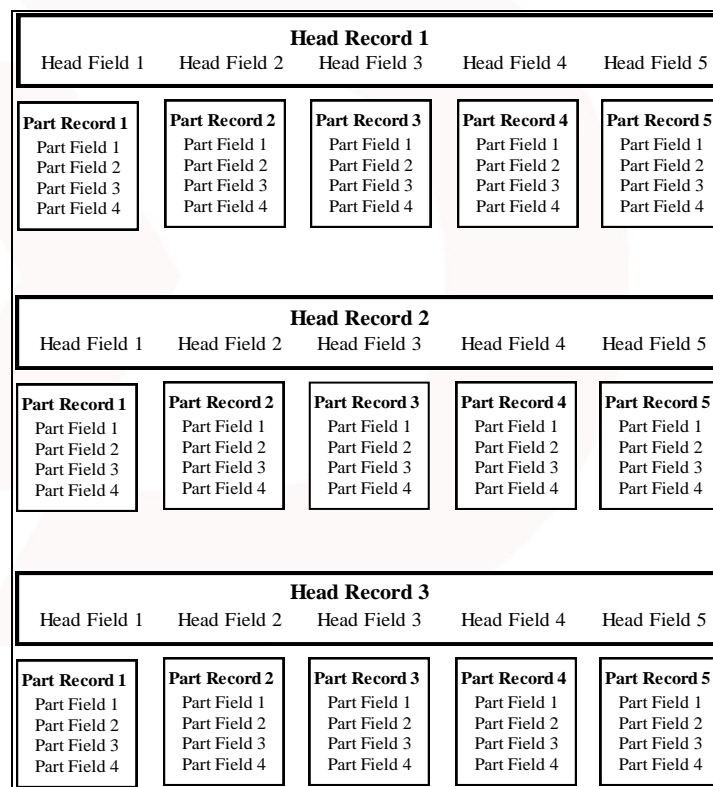 Head Record 1
Head Field 1 Head Field 2 Head Field 3 Head Field 4 Head Field 5
Part Record 1 Part Record 2 Part Record 3 Part Record 4 Part Record 5
Part Field 1 Part Field 1 Part Field 1 Part Field 1 Part Field 1
Part Field 2 Part Field 2 Part Field 2 Part Field 2 Part Field 2
Part Field 3 Part Field 3 Part Field 3 Part Field 3 Part Field 3
Part Field 4 Part Field 4 Part Field 4 Part Field 4 Part Field 4
Head Record 2
Head Field 1 Head Field 2 Head Field 3 Head Field 4 Head Field 5
Part Record 1 Part Record 2 Part Record 3 Part Record 4 Part Record 5
Part Field 1 Part Field 1 Part Field 1 Part Field 1 Part Field 1
Part Field 2 Part Field 2 Part Field 2 Part Field 2 Part Field 2
Part Field 3 Part Field 3 Part Field 3 Part Field 3 Part Field 3
Part Field 4 Part Field 4 Part Field 4 Part Field 4 Part Field 4
Head Record 3
Head Field 1 Head Field 2 Head Field 3 Head Field 4 Head Field 5
Part Record 1 Part Record 2 Part Record 3 Part Record 4 Part Record 5
Part Field 1 Part Field 1 Part Field 1 Part Field 1 Part Field 1
Part Field 2 Part Field 2 Part Field 2 Part Field 2 Part Field 2
Part Field 3 Part Field 3 Part Field 3 Part Field 3 Part Field 3
Part Field 4 Part Field 4 Part Field 4 Part Field 4 Part Field 4